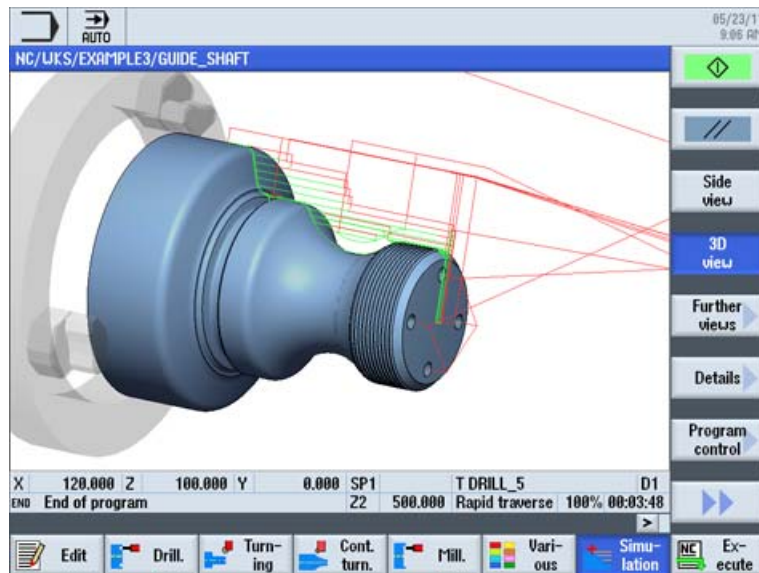 AUTO
05/23/1
9:06 AM
NC/WKS/EXAMPLE3/GUIDE_SHAFT
Side
view
3D
view
Further
views
Details
Program
control
X 120.000 Z 100.000 Y 0.000 SP1 T DRILL_5 D1
END End of program Z2 500.000 Rapid traverse 100% 00:03:48
>
Edit
Drill.
Turn-
ing
Cont.
turn.
Mill.
Vari-
ous
Simu-
lation
NC
Ex-
ecute